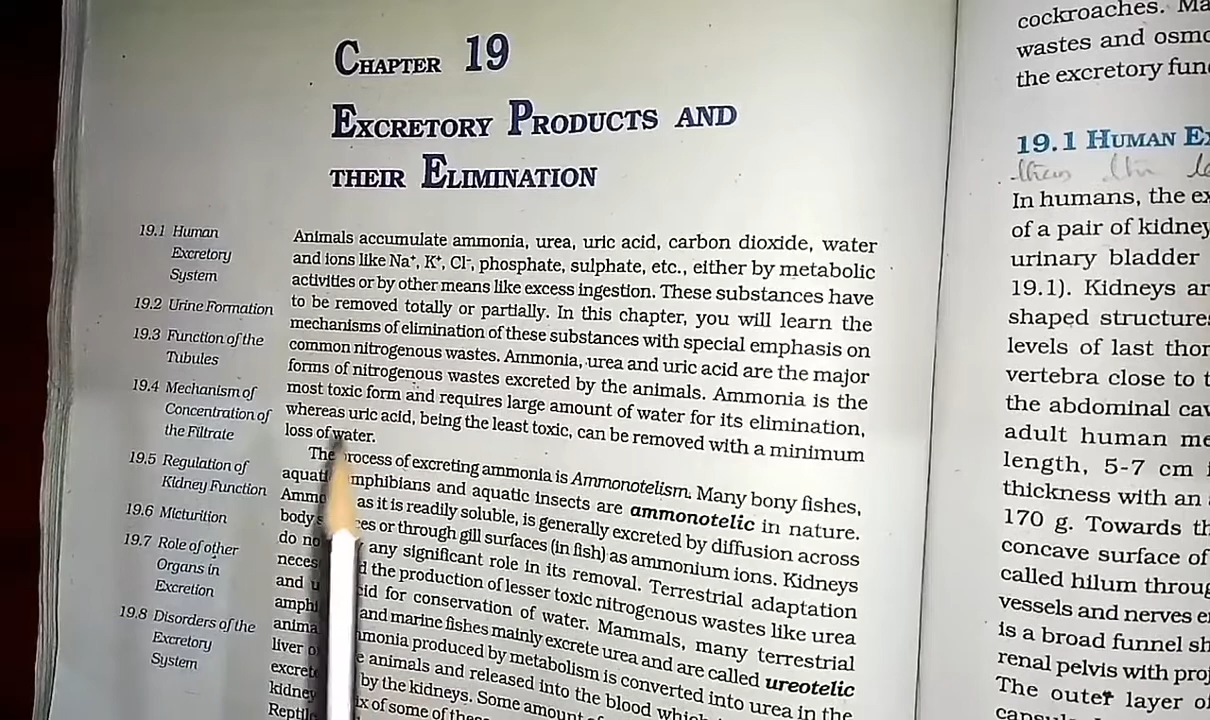 CHAPTER 19
EXCRETORY PRODUCTS AND
THEIR ELIMINATION
19.1 Human
Excretory
System
19.2 Urine Formation
19.3 Function of the
Tubules
19.4 Mechanism of
Concentration of
the Filtrate
19.5 Regulation of
Kidney Function
19.6 Micturition
19.7 Role of other
Organs in
Excretion
19.8 Disorders of the
Excretory
System
Animals accumulate ammonia, urea, uric acid, carbon dioxide, water
and ions like Na⁺, K⁺, Cl⁻, phosphate, sulphate, etc., either by metabolic
activities or by other means like excess ingestion. These substances have
to be removed totally or partially. In this chapter, you will learn the
mechanisms of elimination of these substances with special emphasis on
common nitrogenous wastes. Ammonia, urea and uric acid are the major
forms of nitrogenous wastes excreted by the animals. Ammonia is the
most toxic form and requires large amount of water for its elimination,
whereas uric acid, being the least toxic, can be removed with a minimum
loss of water.
The process of excreting ammonia is Ammonotelism. Many bony fishes,
aquatic amphibians and aquatic insects are ammonotelic in nature.
as it is readily soluble, is generally excreted by diffusion across
body or through gill surfaces (in fish) as ammonium ions. Kidneys
do any significant role in its removal. Terrestrial adaptation
the production of lesser toxic nitrogenous wastes like urea
and for conservation of water. Mammals, many terrestrial
and marine fishes mainly excrete urea and are called ureotelic
produced by metabolism is converted into urea in the
liver animals and released into the blood
by the kidneys. Some amount
kidney of some of
cockroaches.
wastes and
the excretory
19.1 HUMAN
In humans, the
of a pair of
urinary bladder
19.1). Kidneys
shaped
levels of last
vertebra close to
the abdominal
adult human
length, 5-7 cm
thickness with an
170 g. Towards
concave surface of
called hilum
vessels and nerves
is a broad funnel
renal pelvis with
The outer layer